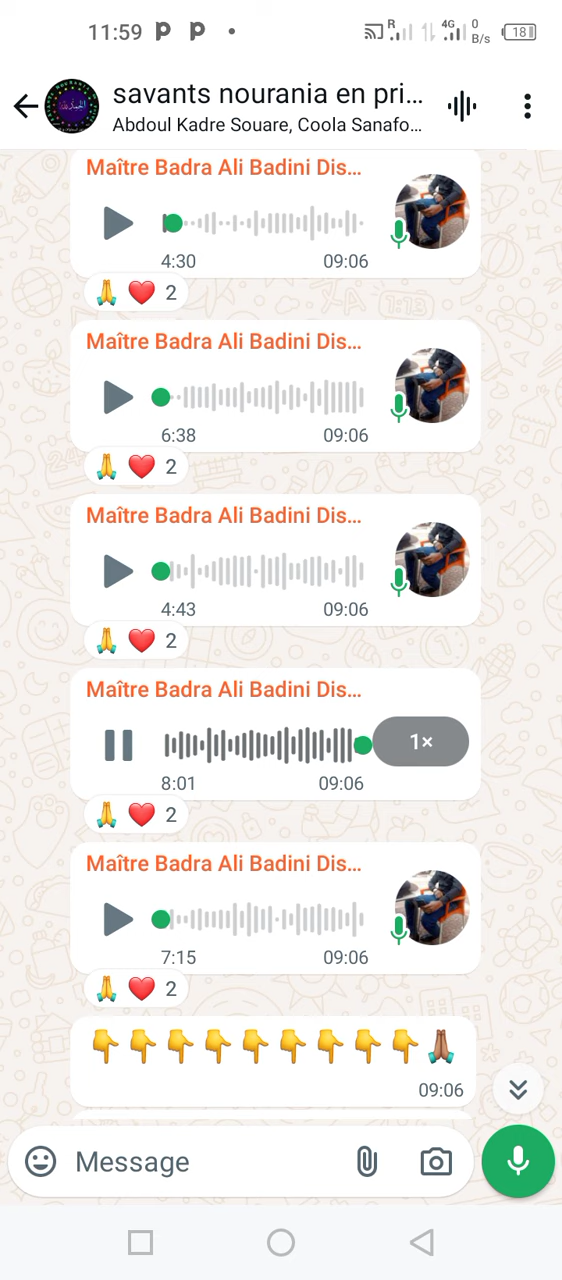 11:59
R
4G
0
B/s
18
savants nourania en pri...
Abdoul Kadre Souare, Coola Sanafo...
Maître Badra Ali Badini Dis...
4:30 09:06
🙏 ❤️ 2
Maître Badra Ali Badini Dis...
6:38 09:06
🙏 ❤️ 2
Maître Badra Ali Badini Dis...
4:43 09:06
🙏 ❤️ 2
Maître Badra Ali Badini Dis...
1×
8:01 09:06
🙏 ❤️ 2
Maître Badra Ali Badini Dis...
7:15 09:06
🙏 ❤️ 2
👇👇👇👇👇👇👇👇👇🙏🏾
09:06
Message